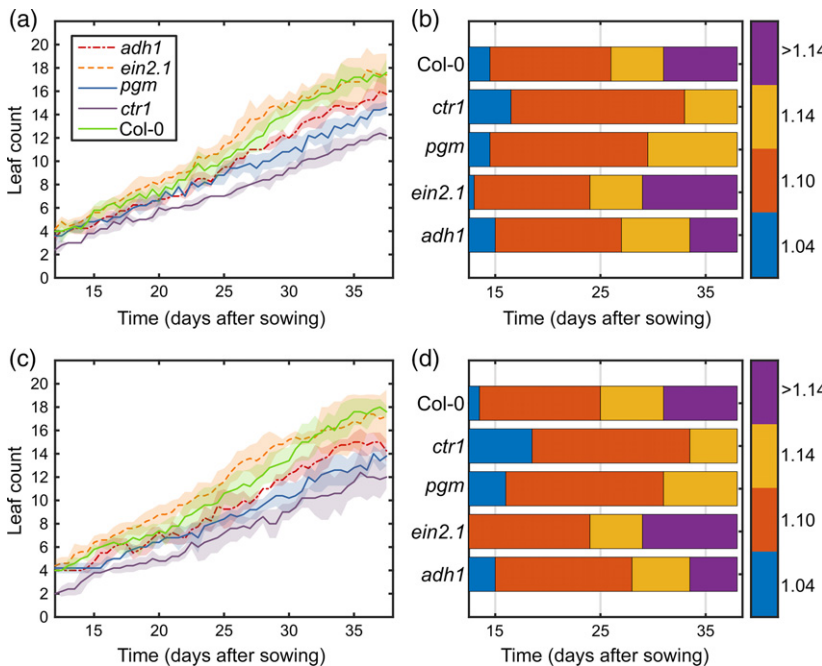 (a)
20
18
16
14
12
10
8
6
4
2
0
Leaf count
adh1
ein2.1
pgm
ctr1
Col-0
15 20 25 30 35
Time (days after sowing)
(b)
Col-0
ctr1
pgm
ein2.1
adh1
15 25 35
Time (days after sowing)
>1.14
1.14
1.10
1.04
(c)
20
18
16
14
12
10
8
6
4
2
0
Leaf count
15 20 25 30 35
Time (days after sowing)
(d)
Col-0
ctr1
pgm
ein2.1
adh1
15 25 35
Time (days after sowing)
>1.14
1.14
1.10
1.04